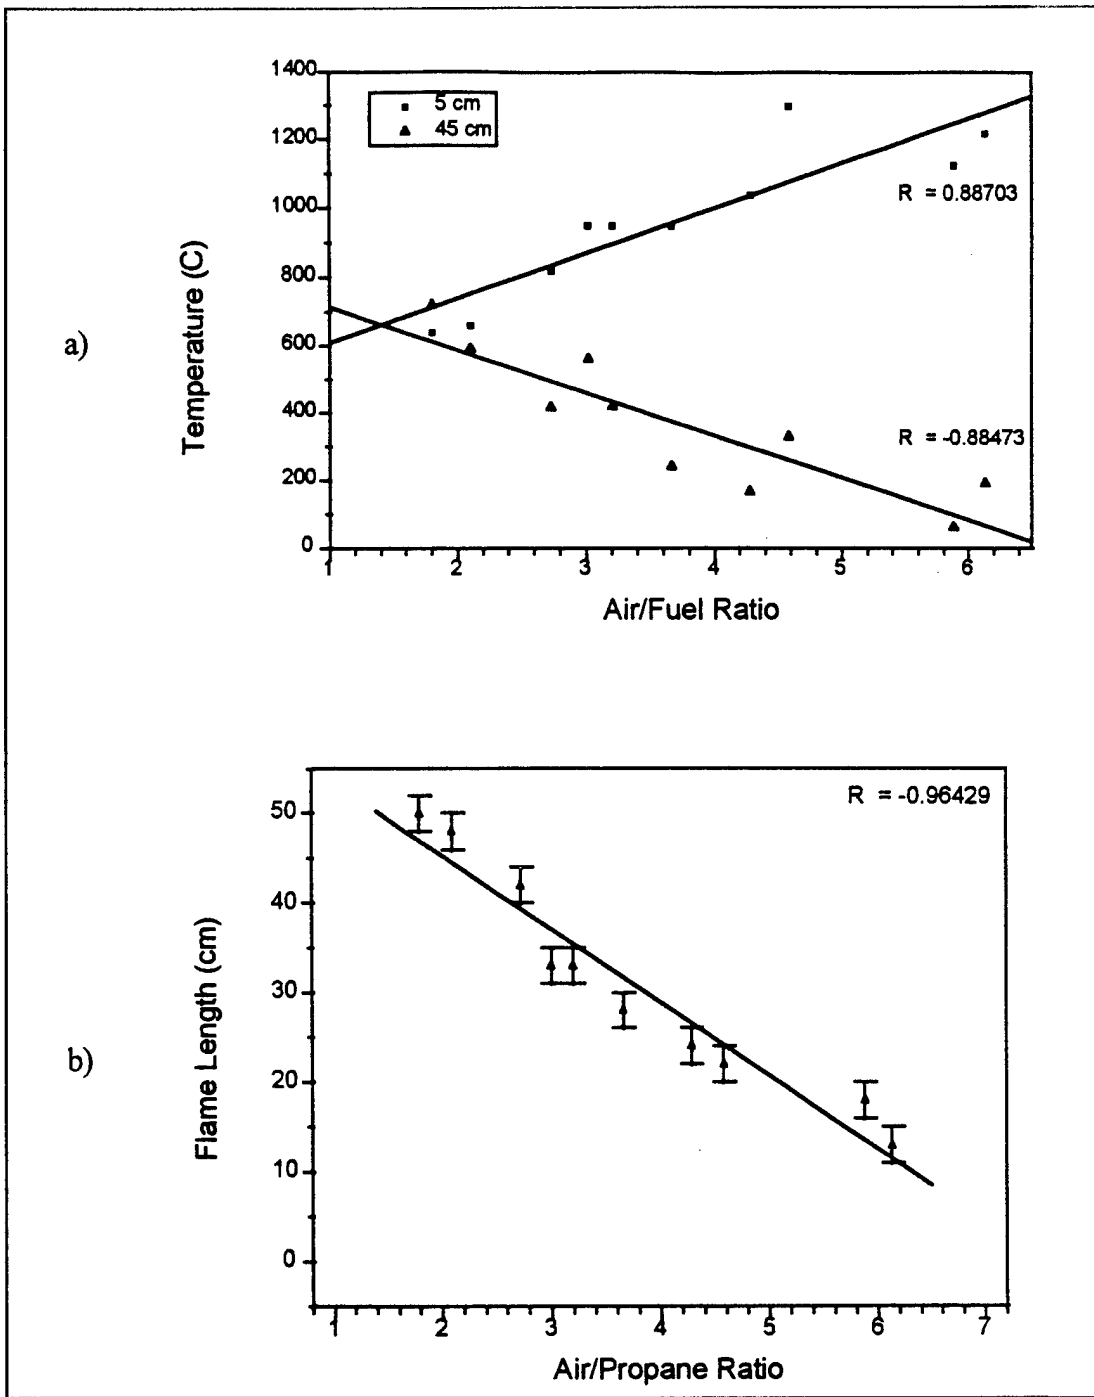 a)
1400
1200
1000
800
600
400
200
0
Temperature (C)
5 cm
45 cm
R = 0.88703
R = -0.88473
1 2 3 4 5 6
Air/Fuel Ratio
b)
50
40
30
20
10
0
Flame Length (cm)
R = -0.96429
1 2 3 4 5 6 7
Air/Propane Ratio